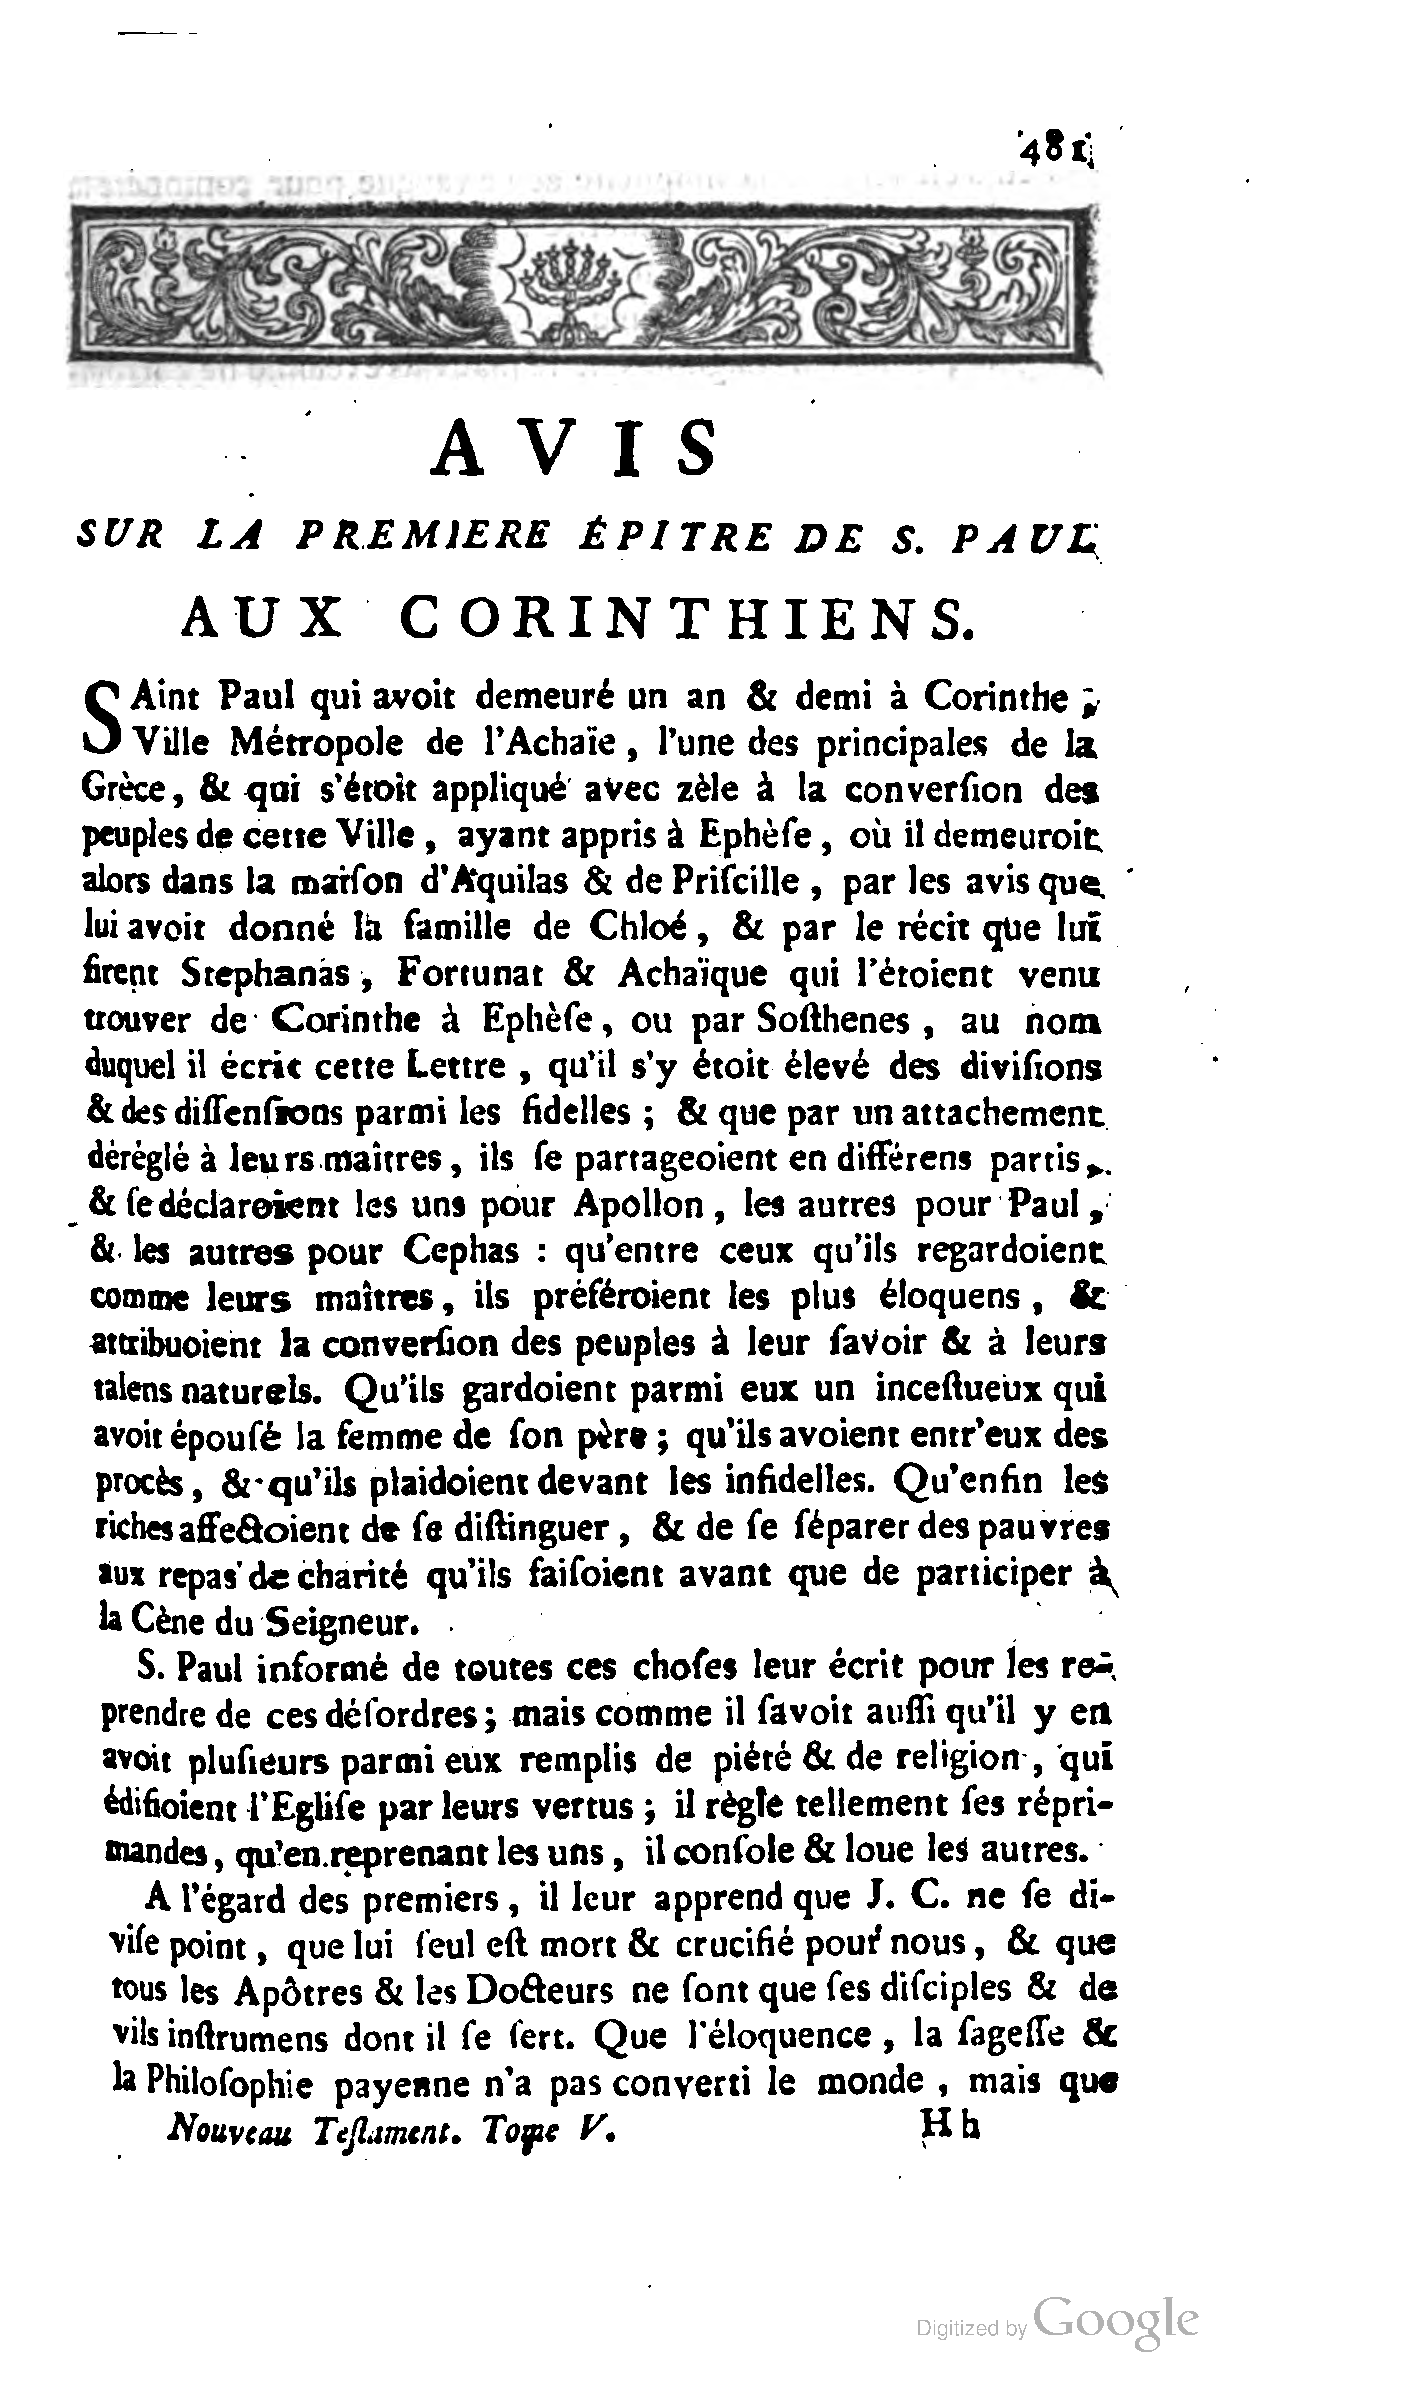 481
AVIS
SUR LA PREMIERE ÉPITRE DE S. PAUL
AUX CORINTHIENS.
SAint Paul qui avoit demeuré un an & demi à Corinthe,
Ville Métropole de l'Achaïe, l'une des principales de la
Grèce, & qui s'étoit appliqué avec zèle à la converſion des
peuples de cette Ville, ayant appris à Ephèſe, où il demeuroit
alors dans la maiſon d'Aquilas & de Priſcille, par les avis que
lui avoit donné la famille de Chloé, & par le récit que lui
firent Stephanas, Fortunat & Achaïque qui l'étoient venu
trouver de Corinthe à Ephèſe, ou par Soſthenes, au nom
duquel il écrit cette Lettre, qu'il s'y étoit élevé des diviſions
& des diſſenſions parmi les fidelles; & que par un attachement
déréglé à leurs maîtres, ils ſe partageoient en différens partis,
& ſe déclaroient les uns pour Apollon, les autres pour Paul,
& les autres pour Cephas : qu'entre ceux qu'ils regardoient
comme leurs maîtres, ils préféroient les plus éloquens, &
attribuoient la converſion des peuples à leur ſavoir & à leurs
talens naturels. Qu'ils gardoient parmi eux un inceſtueux qui
avoit épouſé la femme de ſon père; qu'ils avoient entr'eux des
procès, & qu'ils plaidoient devant les infidelles. Qu'enfin les
riches affectoient de ſe diſtinguer, & de ſe ſéparer des pauvres
aux repas de charité qu'ils faiſoient avant que de participer à
la Cène du Seigneur.
S. Paul informé de toutes ces choſes leur écrit pour les re-
prendre de ces déſordres; mais comme il ſavoit auſſi qu'il y en
avoit pluſieurs parmi eux remplis de piété & de religion, qui
édifioient l'Egliſe par leurs vertus; il règle tellement ſes répri-
mandes, qu'en reprenant les uns, il conſole & loue les autres.
A l'égard des premiers, il leur apprend que J. C. ne ſe di-
viſe point, que lui ſeul eſt mort & crucifié pour nous, & que
tous les Apôtres & les Docteurs ne ſont que ſes diſciples & de
vils inſtrumens dont il ſe ſert. Que l'éloquence, la ſageſſe &
la Philoſophie payenne n'a pas converti le monde, mais que
Nouveau Teſtament. Tome V. Hh
Digitized by Google